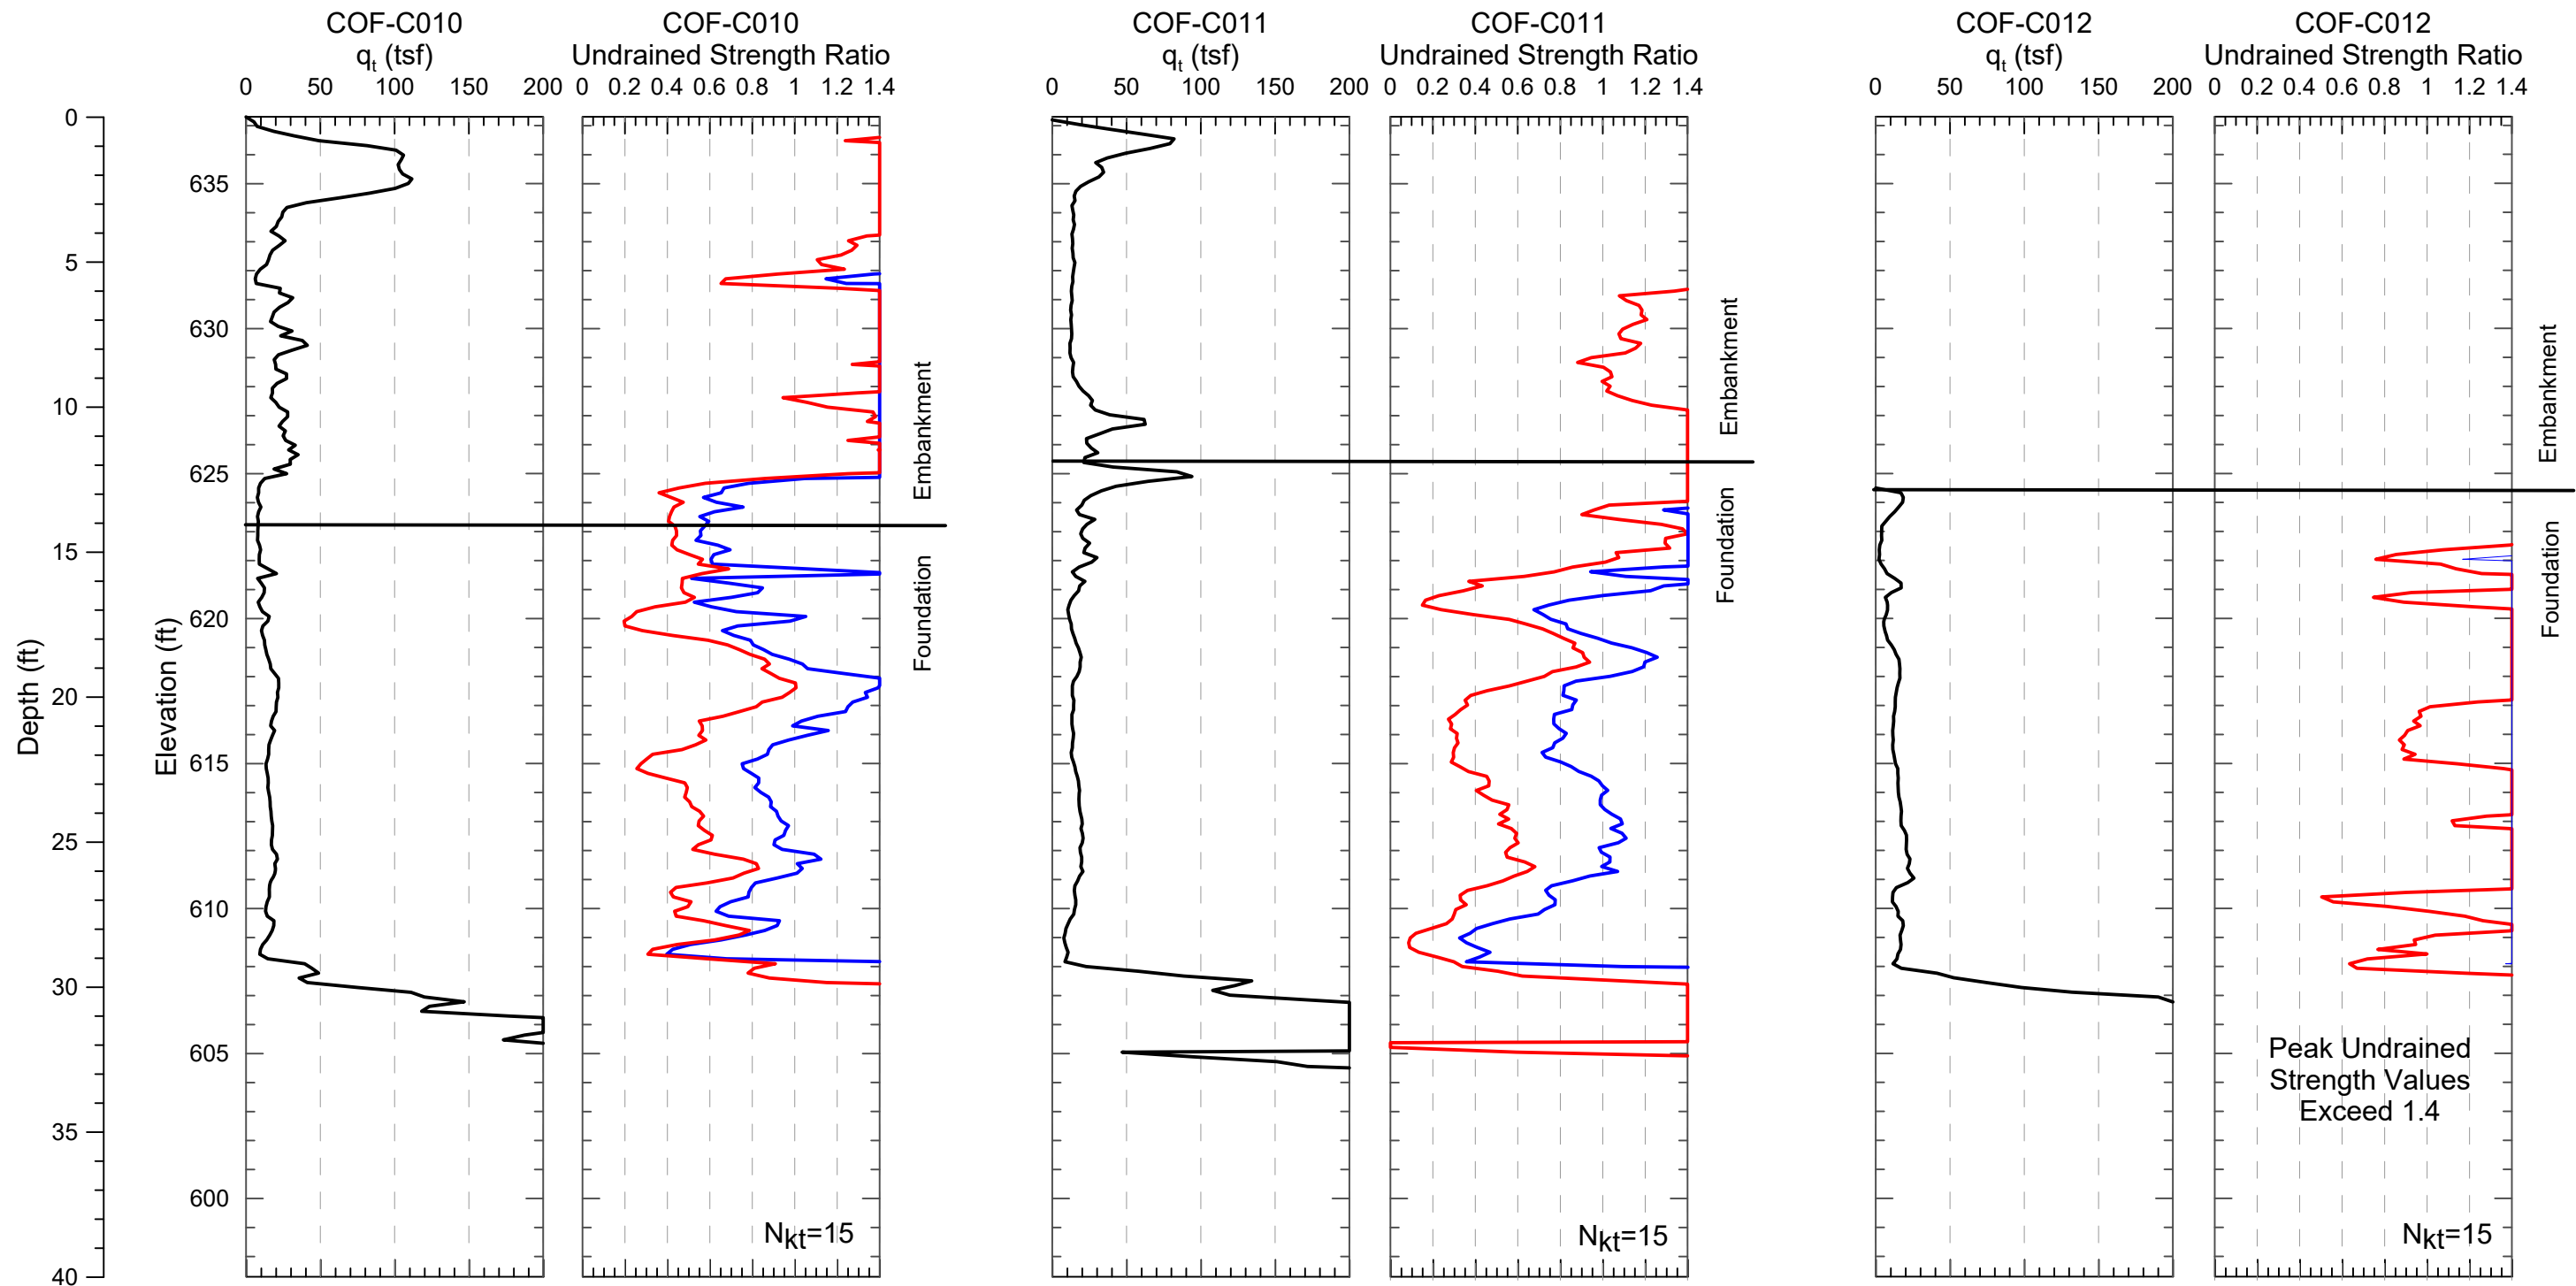 COF-C010
q_t (tsf)
0 50 100 150 200
COF-C010
Undrained Strength Ratio
0 0.2 0.4 0.6 0.8 1 1.2 1.4
COF-C011
q_t (tsf)
0 50 100 150 200
COF-C011
Undrained Strength Ratio
0 0.2 0.4 0.6 0.8 1 1.2 1.4
COF-C012
q_t (tsf)
0 50 100 150 200
COF-C012
Undrained Strength Ratio
0 0.2 0.4 0.6 0.8 1 1.2 1.4
Depth (ft)
0
5
10
15
20
25
30
35
40
Elevation (ft)
635
630
625
620
615
610
605
600
Embankment
Foundation
N_kt=15
Embankment
Foundation
N_kt=15
Embankment
Foundation
Peak Undrained
Strength Values
Exceed 1.4
N_kt=15